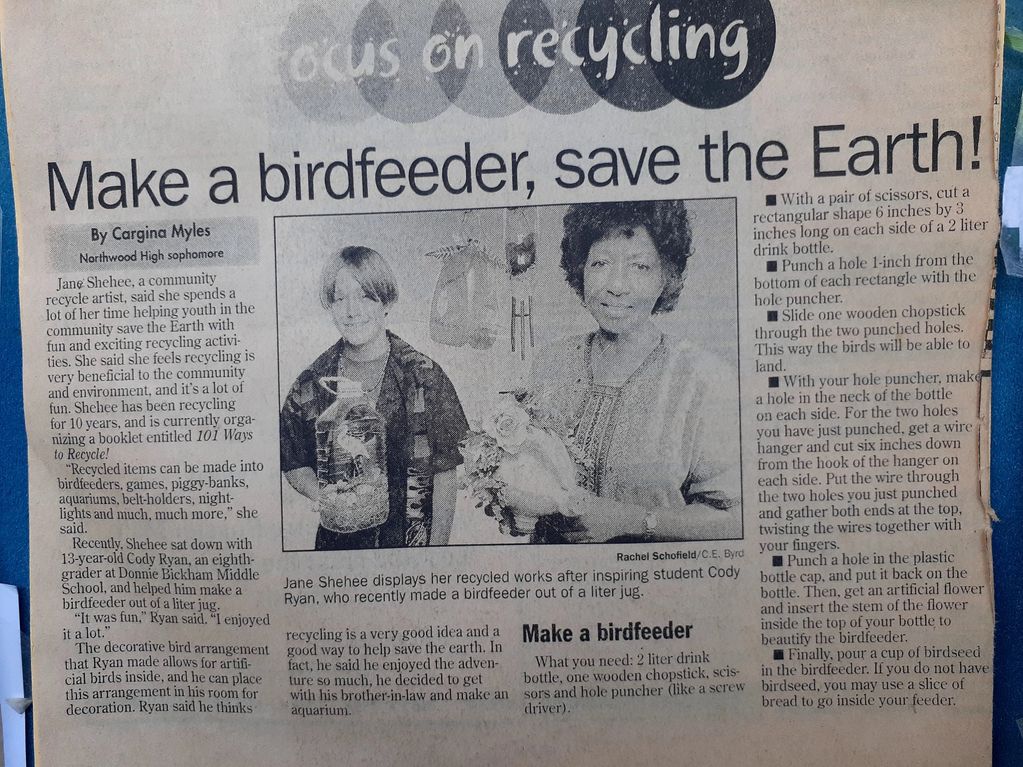 ocus on recycling
Make a birdfeeder, save the Earth!
By Cargina Myles
Northwood High sophomore
Jane Shehee, a community
recycle artist, said she spends a
lot of her time helping youth in the
community save the Earth with
fun and exciting recycling activi-
ties. She said she feels recycling is
very beneficial to the community
and environment, and it's a lot of
fun. Shehee has been recycling
for 10 years, and is currently orga-
nizing a booklet entitled 101 Ways
to Recycle!
"Recycled items can be made into
birdfeeders, games, piggy-banks,
aquariums, belt-holders, night-
lights and much, much more," she
said.
Recently, Shehee sat down with
13-year-old Cody Ryan, an eighth-
grader at Donnie Bickham Middle
School, and helped him make a
birdfeeder out of a liter jug.
"It was fun," Ryan said. "I enjoyed
it a lot."
The decorative bird arrangement
that Ryan made allows for artifi-
cial birds inside, and he can place
this arrangement in his room for
decoration. Ryan said he thinks
Rachel Schofield/C.E. Byrd
Jane Shehee displays her recycled works after inspiring student Cody
Ryan, who recently made a birdfeeder out of a liter jug.
recycling is a very good idea and a
good way to help save the earth. In
fact, he said he enjoyed the adven-
ture so much, he decided to get
with his brother-in-law and make an
aquarium.
Make a birdfeeder
What you need: 2 liter drink
bottle, one wooden chopstick, scis-
sors and hole puncher (like a screw
driver).
■ With a pair of scissors, cut a
rectangular shape 6 inches by 3
inches long on each side of a 2 liter
drink bottle.
■ Punch a hole 1-inch from the
bottom of each rectangle with the
hole puncher.
■ Slide one wooden chopstick
through the two punched holes.
This way the birds will be able to
land.
■ With your hole puncher, make
a hole in the neck of the bottle
on each side. For the two holes
you have just punched, get a wire
hanger and cut six inches down
from the hook of the hanger on
each side. Put the wire through
the two holes you just punched
and gather both ends at the top,
twisting the wires together with
your fingers.
■ Punch a hole in the plastic
bottle cap, and put it back on the
bottle. Then, get an artificial flower
and insert the stem of the flower
inside the top of your bottle to
beautify the birdfeeder.
■ Finally, pour a cup of birdseed
in the birdfeeder. If you do not have
birdseed, you may use a slice of
bread to go inside your feeder.